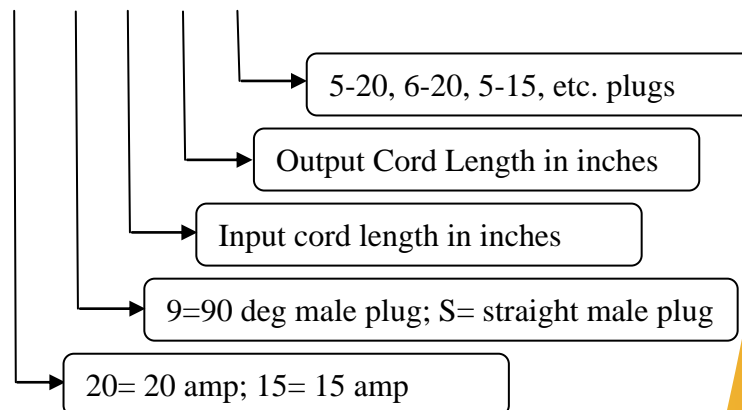 5-20, 6-20, 5-15, etc. plugs
Output Cord Length in inches
Input cord length in inches
9=90 deg male plug; S= straight male plug
20= 20 amp; 15= 15 amp